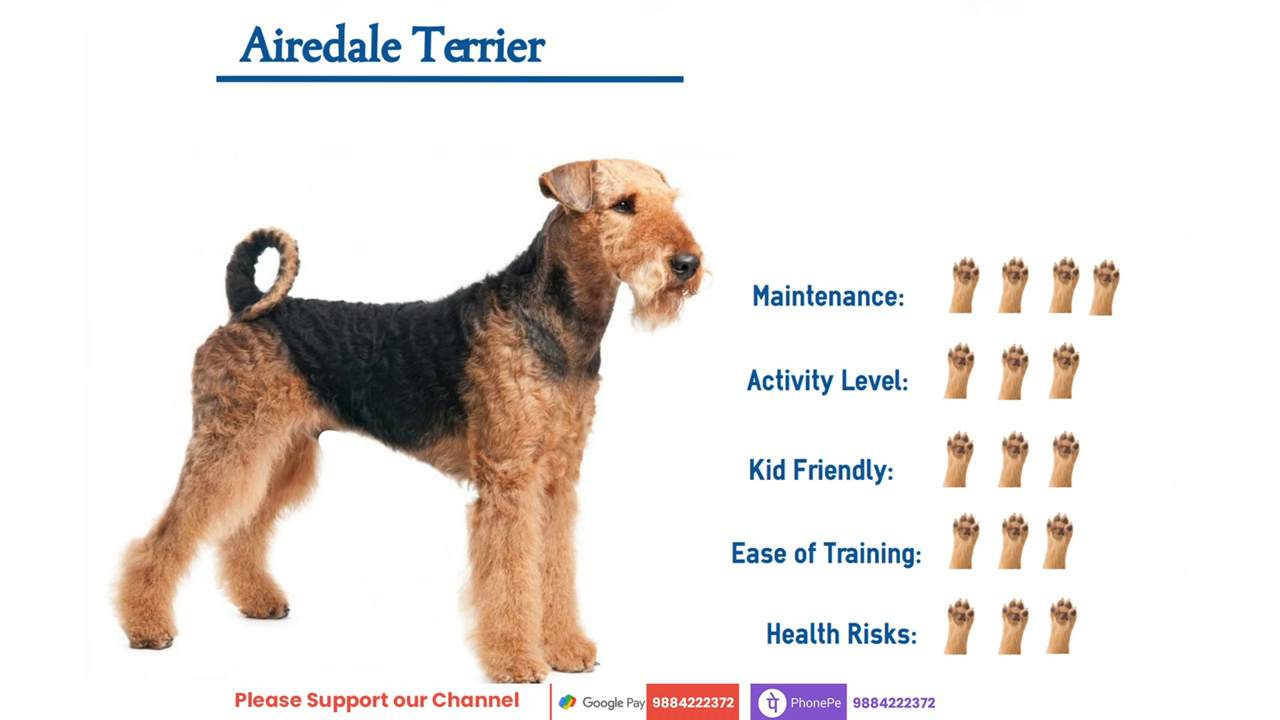 Airedale Terrier
Maintenance:
Activity Level:
Kid Friendly:
Ease of Training:
Health Risks:
Please Support our Channel
Google Pay 9884222372
पे PhonePe 9884222372